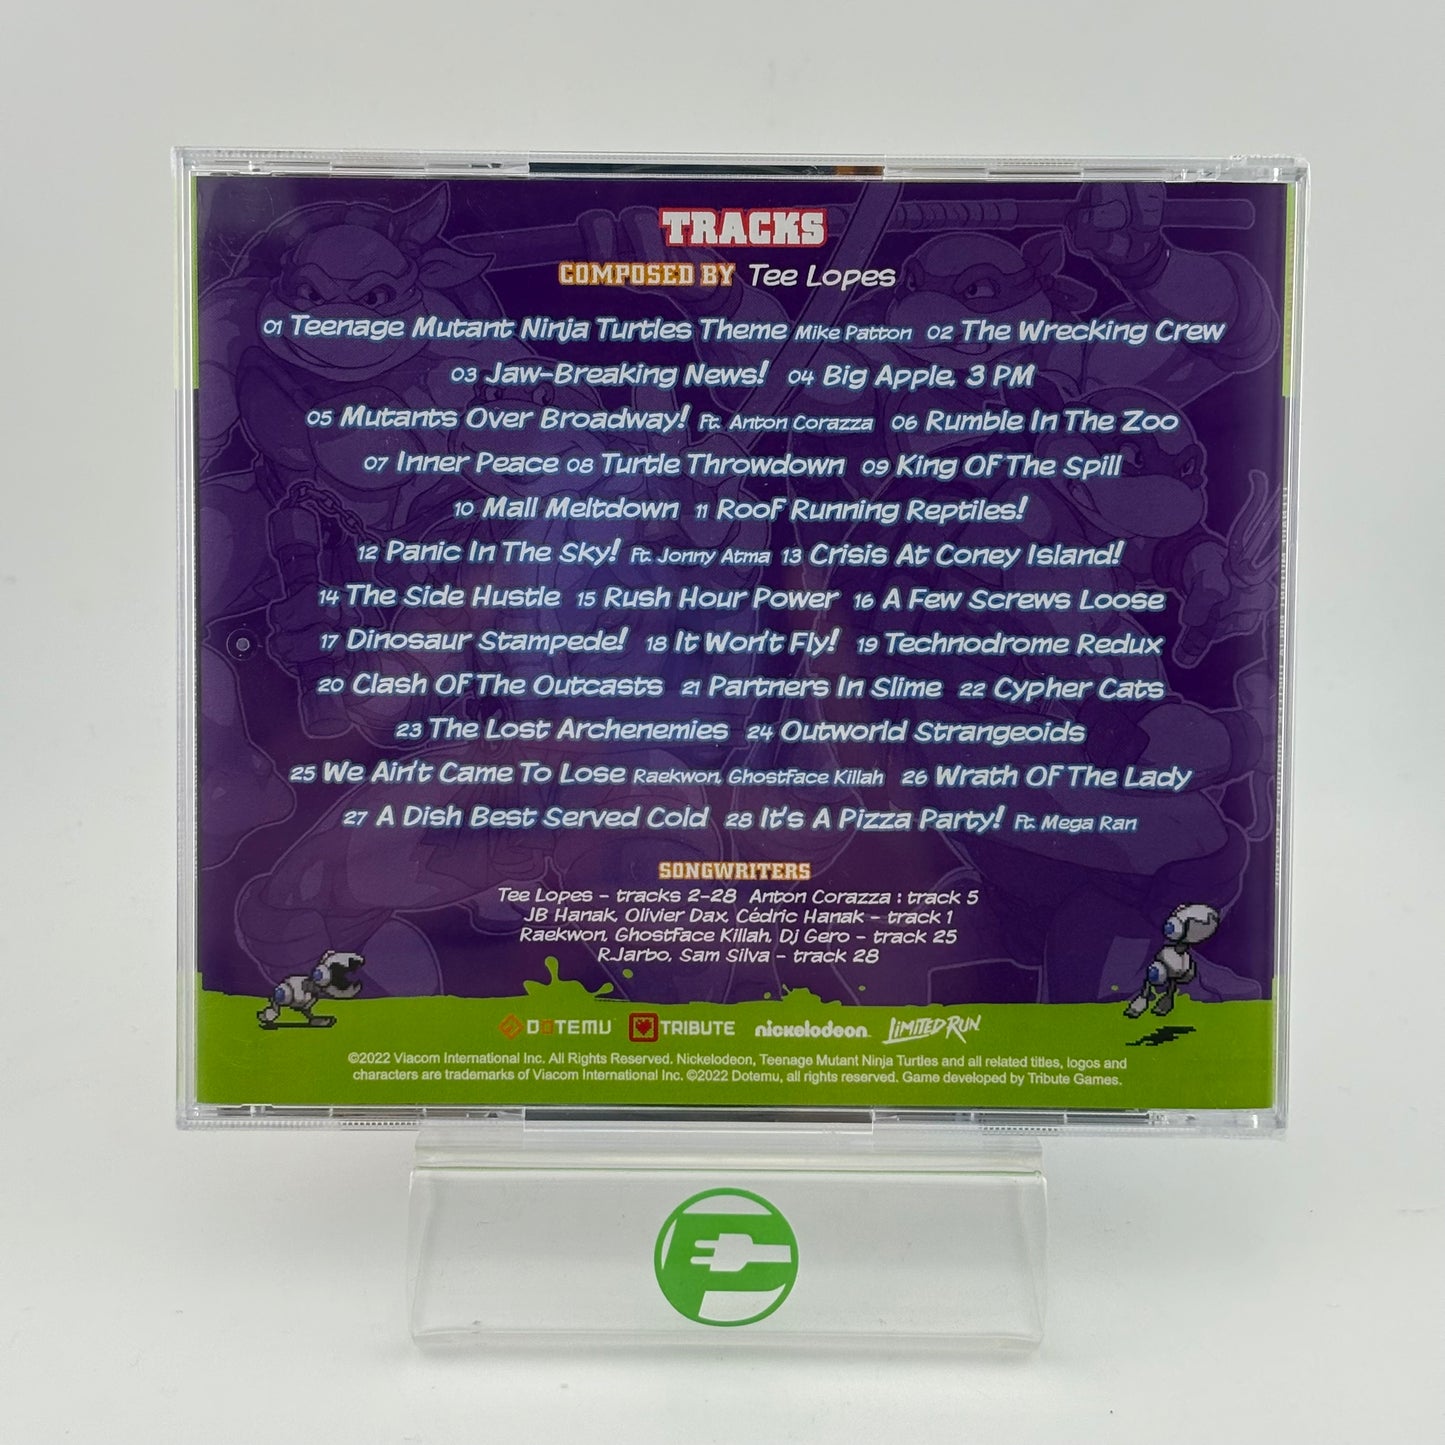 TRACKS
COMPOSED BY Tee Lopes
01 Teenage Mutant Ninja Turtles Theme Mike Patton 02 The Wrecking Crew
03 Jaw-Breaking News! 04 Big Apple, 3 PM
05 Mutants Over Broadway! Ft. Anton Corazza 06 Rumble In The Zoo
07 Inner Peace 08 Turtle Throwdown 09 King Of The Spill
10 Mall Meltdown 11 Roof Running Reptiles!
12 Panic In The Sky! Ft. Jonny Atma 13 Crisis At Coney Island!
14 The Side Hustle 15 Rush Hour Power 16 A Few Screws Loose
17 Dinosaur Stampede! 18 It Won't Fly! 19 Technodrome Redux
20 Clash Of The Outcasts 21 Partners In Slime 22 Cypher Cats
23 The Lost Archenemies 24 Outworld Strangeoids
25 We Ain't Came To Lose Raekwon, Ghostface Killah 26 Wrath Of The Lady
27 A Dish Best Served Cold 28 It's A Pizza Party! Ft. Mega Ran
SONGWRITERS
Tee Lopes - tracks 2-28 Anton Corazza : track 5
JB Hanak, Olivier Dax, Cédric Hanak - track 1
Raekwon, Ghostface Killah, Dj Gero - track 25
R.Jarbo, Sam Silva - track 28
DOTEMU TRIBUTE nickelodeon LIMITED RUN
©2022 Viacom International Inc. All Rights Reserved. Nickelodeon, Teenage Mutant Ninja Turtles and all related titles, logos and
characters are trademarks of Viacom International Inc. ©2022 Dotemu, all rights reserved. Game developed by Tribute Games.